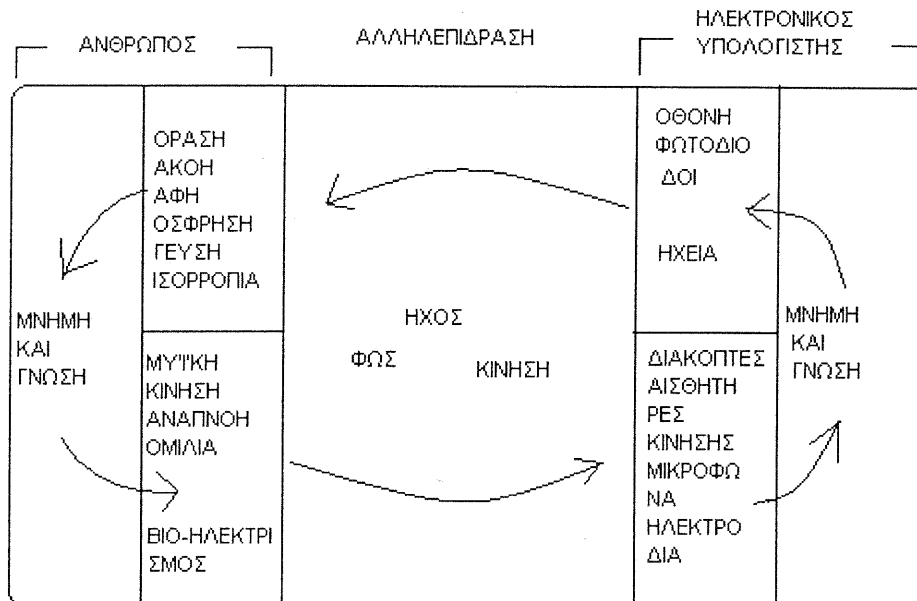 ΑΝΘΡΩΠΟΣ
ΑΛΛΗΛΕΠΙΔΡΑΣΗ
ΗΛΕΚΤΡΟΝΙΚΟΣ
ΥΠΟΛΟΓΙΣΤΗΣ
ΜΝΗΜΗ
ΚΑΙ
ΓΝΩΣΗ
ΟΡΑΣΗ
ΑΚΟΗ
ΑΦΗ
ΟΣΦΡΗΣΗ
ΓΕΥΣΗ
ΙΣΟΡΡΟΠΙΑ
ΜΥΪΚΗ
ΚΙΝΗΣΗ
ΑΝΑΠΝΟΗ
ΟΜΙΛΙΑ
ΒΙΟ-ΗΛΕΚΤΡΙ
ΣΜΟΣ
ΗΧΟΣ
ΦΩΣ
ΚΙΝΗΣΗ
ΟΘΟΝΗ
ΦΩΤΟΔΙΟ
ΔΟΙ
ΗΧΕΙΑ
ΔΙΑΚΟΠΤΕΣ
ΑΙΣΘΗΤΗ
ΡΕΣ
ΚΙΝΗΣΗΣ
ΜΙΚΡΟΦΩ
ΝΑ
ΗΛΕΚΤΡΟ
ΔΙΑ
ΜΝΗΜΗ
ΚΑΙ
ΓΝΩΣΗ